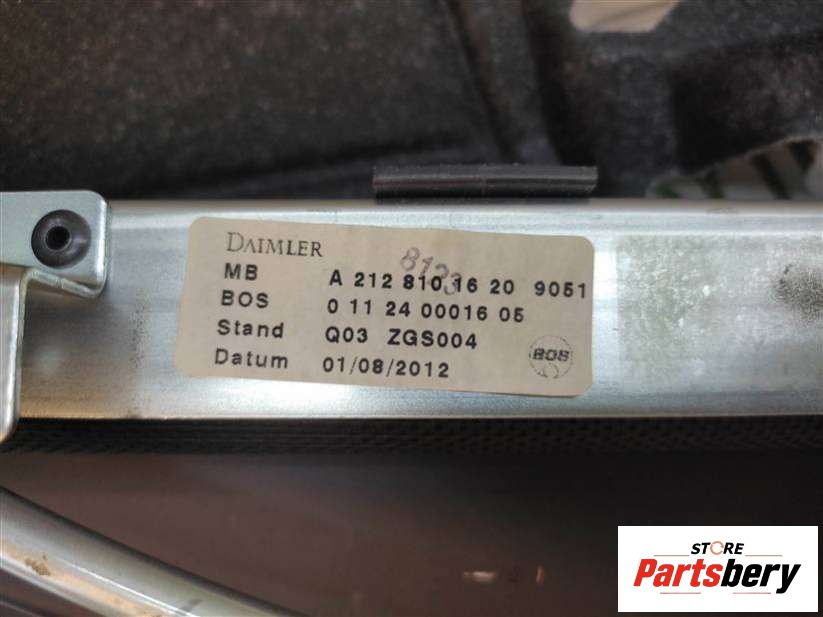 DAIMLER
8123
MB A 212 810 16 20 9051
BOS 0 11 24 00016 05
Stand Q03 ZGS004
Datum 01/08/2012
BOS
STORE
Partsbery